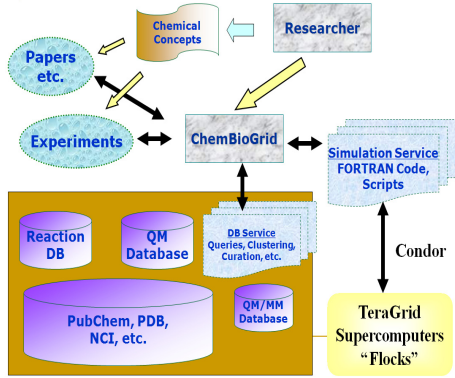 Chemical
Concepts
Researcher
Papers
etc.
Experiments
ChemBioGrid
Simulation Service
FORTRAN Code,
Scripts
Reaction
DB
QM
Database
DB Service
Queries, Clustering,
Curation, etc.
Condor
PubChem, PDB,
NCI, etc.
QM/MM
Database
TeraGrid
Supercomputers
“Flocks”